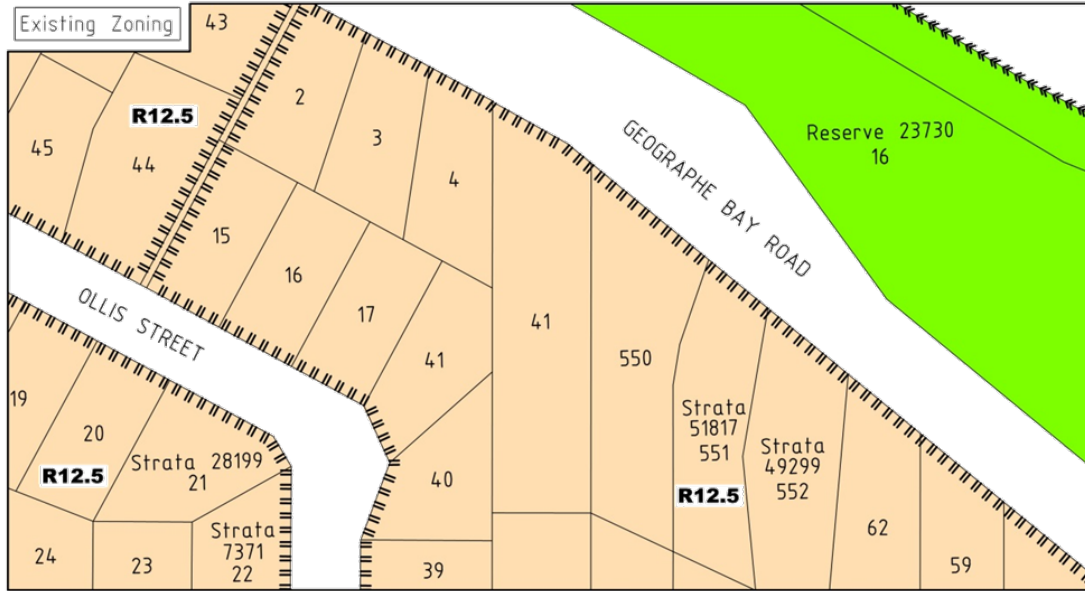 Existing Zoning
43
2
3
4
R12.5
45
44
15
16
17
41
41
GEOGRAPHE BAY ROAD
Reserve 23730
16
OLLIS STREET
550
Strata
51817
551
Strata
49299
552
R12.5
62
59
19
20
R12.5
Strata 28199
21
40
24
23
Strata
7371
22
39